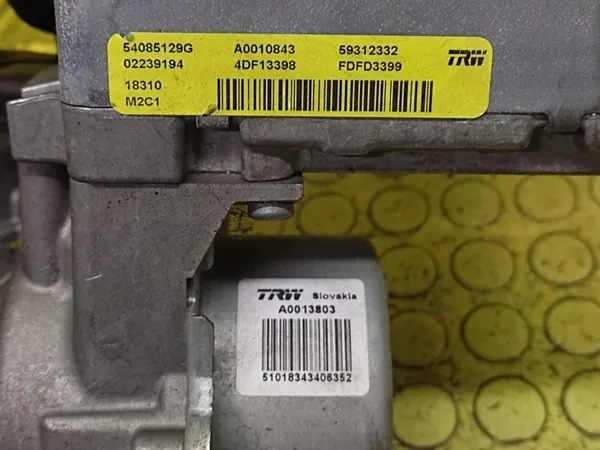 54085129G A0010843 59312332 TRW
02239194 4DF13398 FDFD3399
18310
M2C1
TRW Slovakia
A0013803
51018343406352